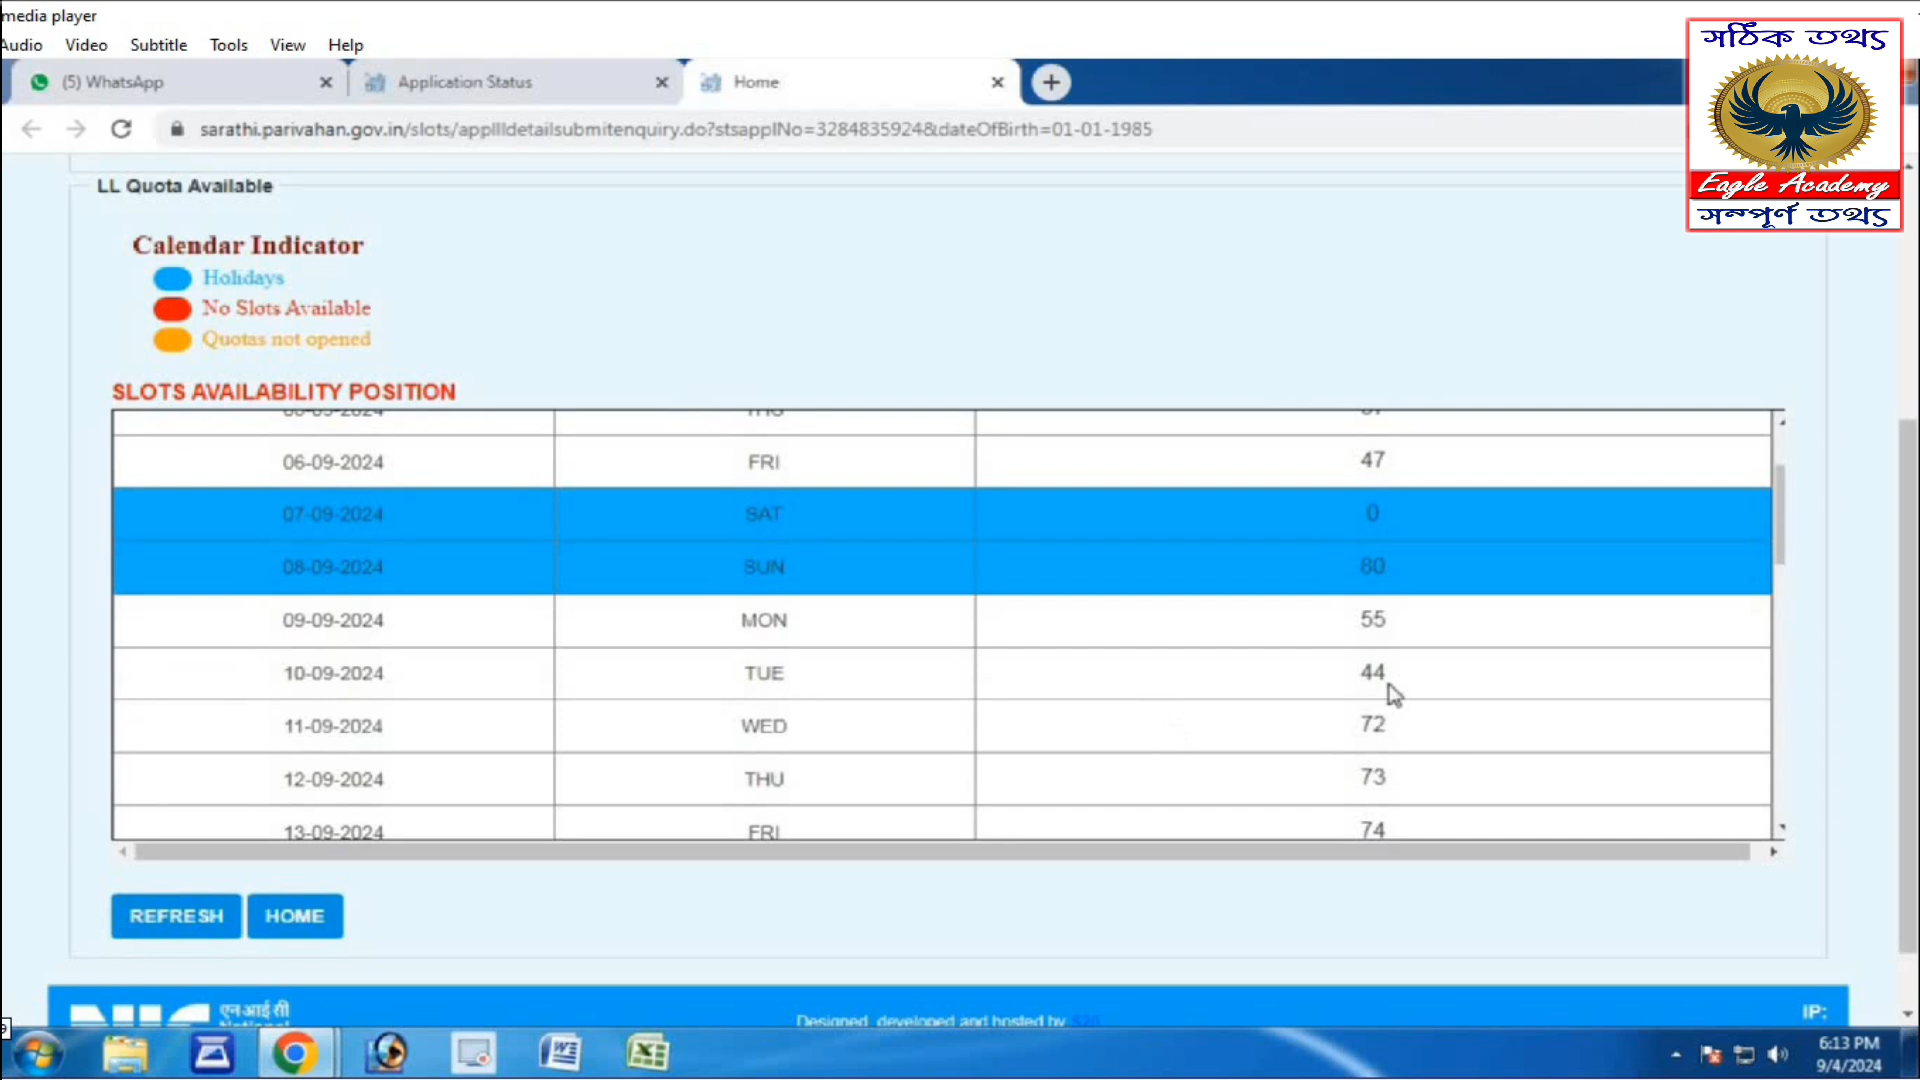 media player
Audio Video Subtitle Tools View Help
(5) WhatsApp
Application Status
Home
sarathi.parivahan.gov.in/slots/applldetailsubmitenquiry.do?stsapplNo=3284835924&dateOfBirth=01-01-1985
সঠিক তথ্য
Eagle Academy
সম্পূর্ণ তথ্য
LL Quota Available
Calendar Indicator
Holidays
No Slots Available
Quotas not opened
SLOTS AVAILABILITY POSITION
06-09-2024 FRI 47
07-09-2024 SAT 0
08-09-2024 SUN 80
09-09-2024 MON 55
10-09-2024 TUE 44
11-09-2024 WED 72
12-09-2024 THU 73
13-09-2024 FRI 74
REFRESH HOME
एनआईसी
National
Designed, developed and hosted by
IP:
6:13 PM
9/4/2024